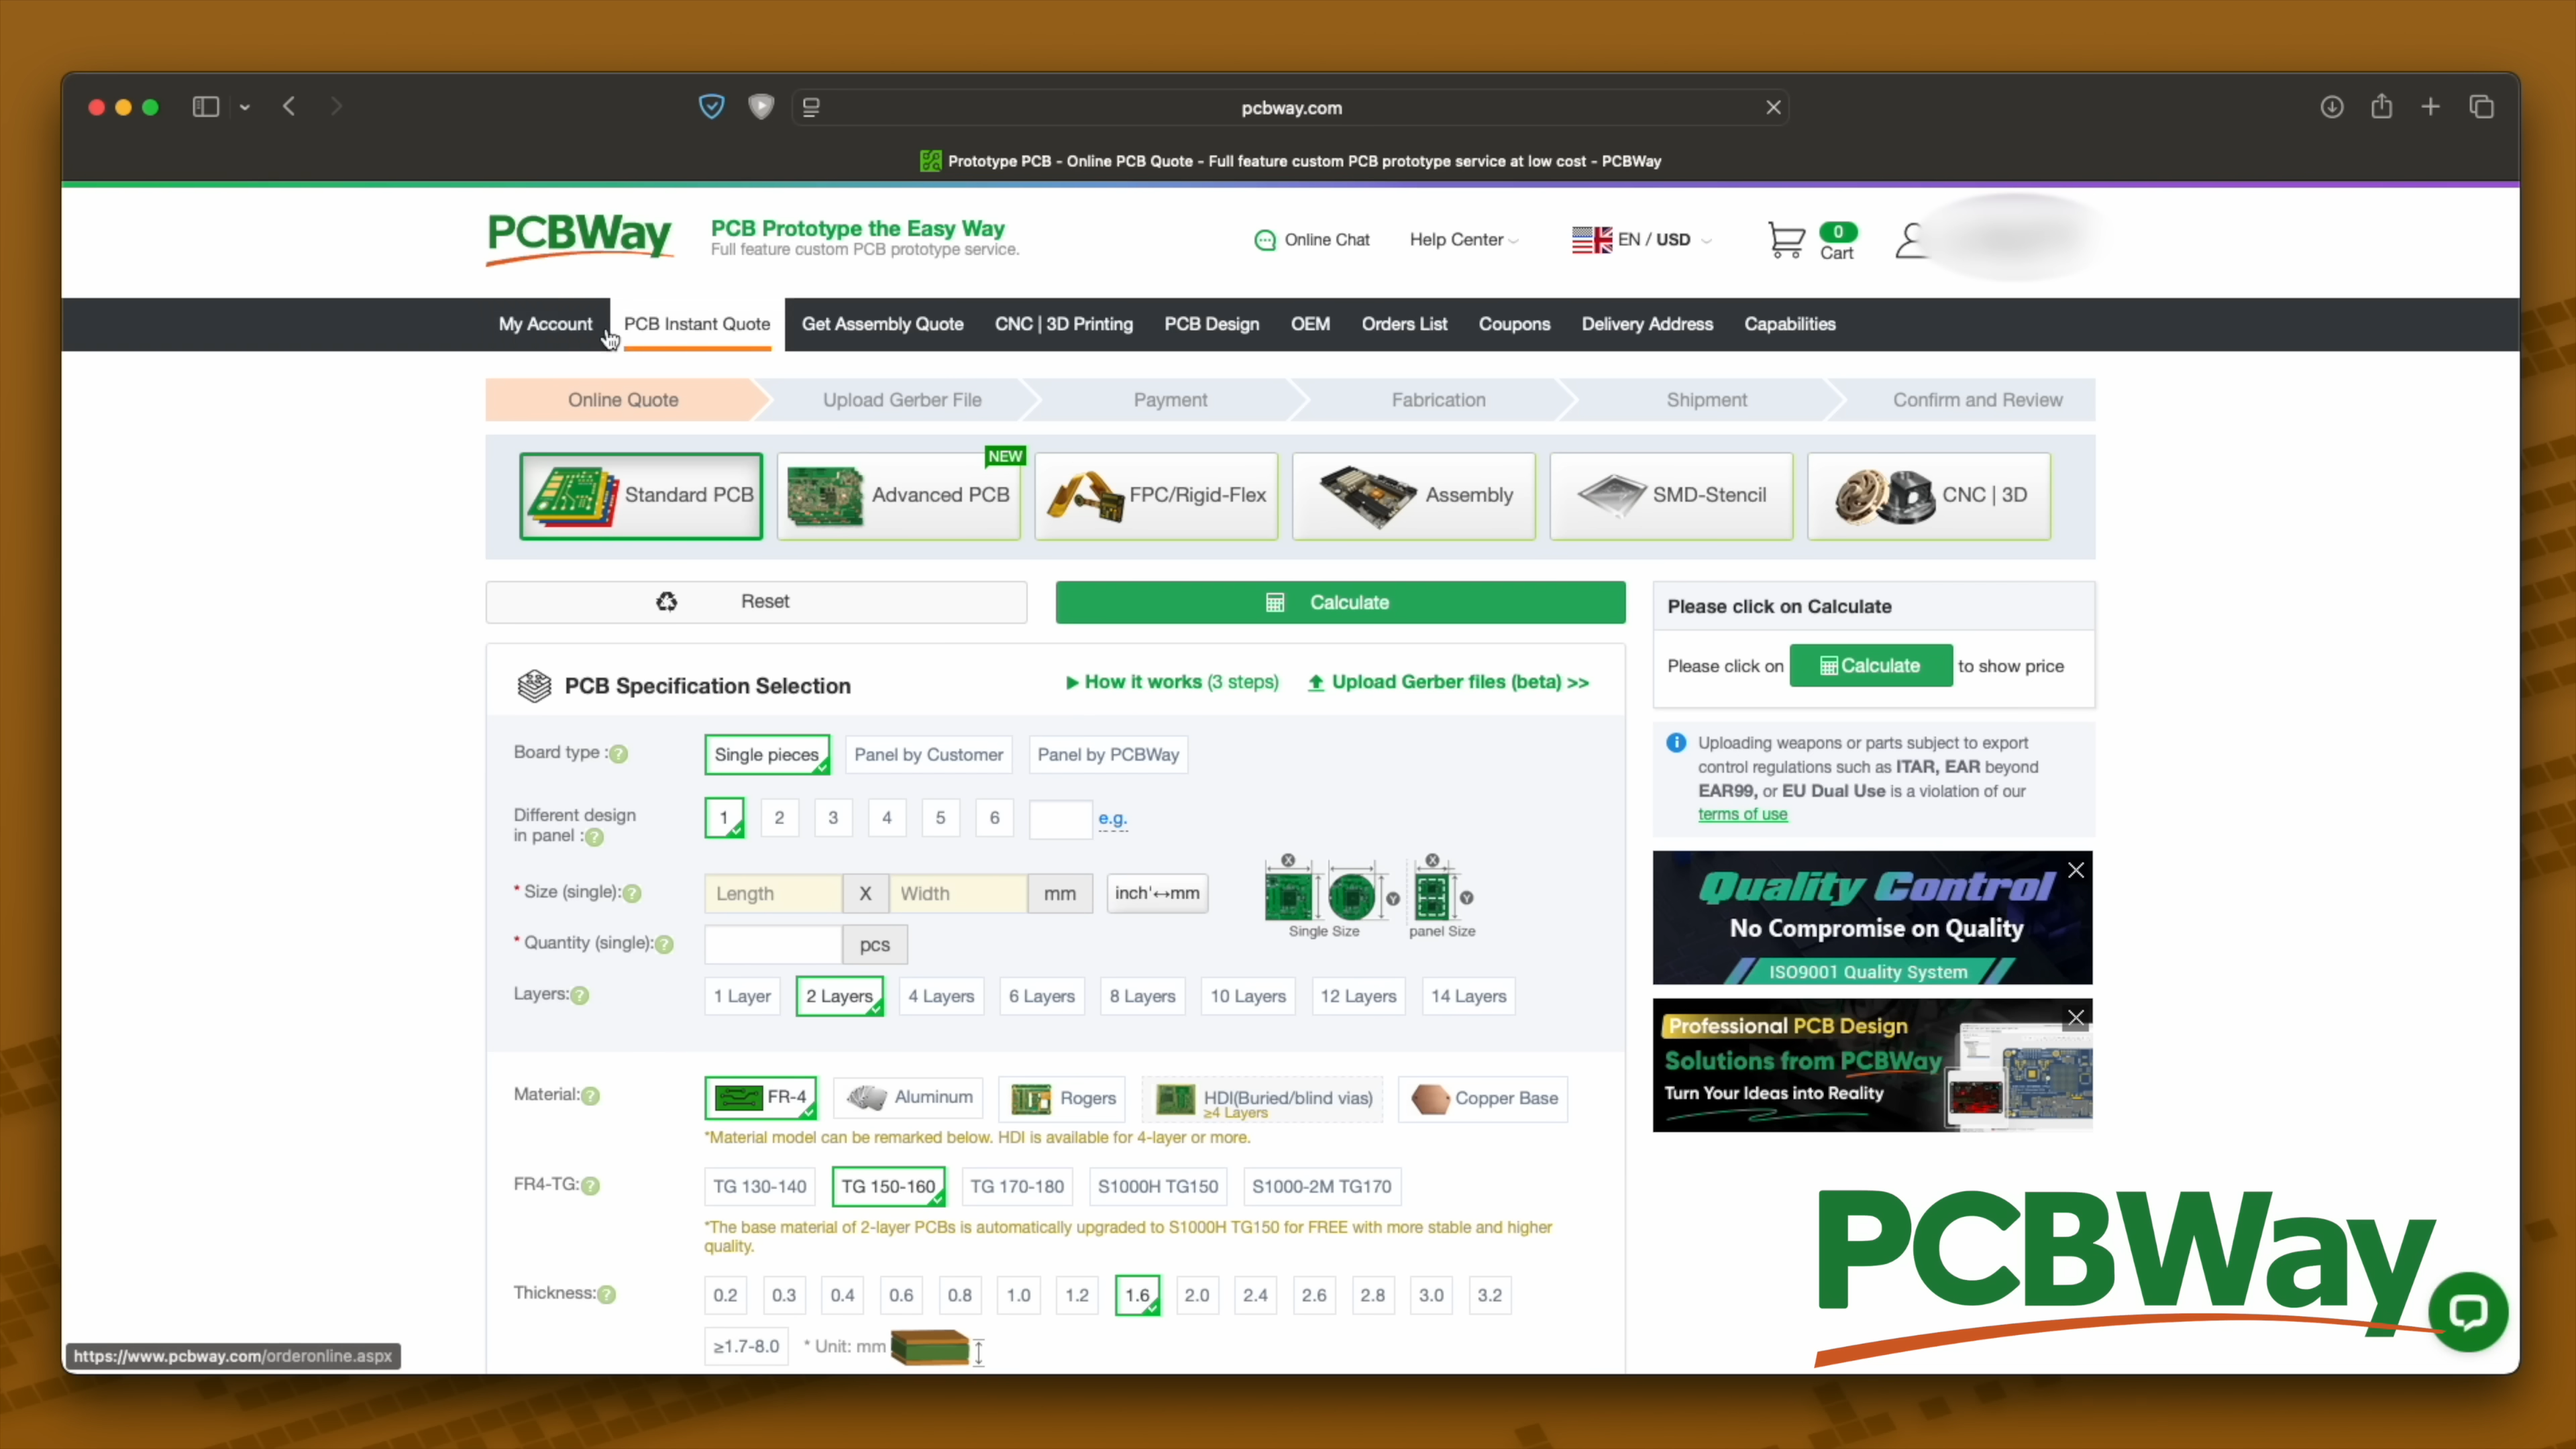 pcbway.com
Prototype PCB - Online PCB Quote - Full feature custom PCB prototype service at low cost - PCBWay
PCBWay
PCB Prototype the Easy Way
Full feature custom PCB prototype service.
Online Chat
Help Center
EN / USD
0
Cart
My Account
PCB Instant Quote
Get Assembly Quote
CNC | 3D Printing
PCB Design
OEM
Orders List
Coupons
Delivery Address
Capabilities
Online Quote
Upload Gerber File
Payment
Fabrication
Shipment
Confirm and Review
Standard PCB
NEW
Advanced PCB
FPC/Rigid-Flex
Assembly
SMD-Stencil
CNC | 3D
Reset
Calculate
Please click on Calculate
Please click on Calculate to show price
PCB Specification Selection
How it works (3 steps)
Upload Gerber files (beta) >>
Board type :?
Single pieces
Panel by Customer
Panel by PCBWay
Different design
in panel :?
1
2
3
4
5
6
e.g.
* Size (single):?
Length
X
Width
mm
inch'↔mm
X
X
Y
Y
Single Size
panel Size
* Quantity (single):?
pcs
Layers:?
1 Layer
2 Layers
4 Layers
6 Layers
8 Layers
10 Layers
12 Layers
14 Layers
Material:?
FR-4
Aluminum
Rogers
HDI(Buried/blind vias)
≥4 Layers
Copper Base
*Material model can be remarked below. HDI is available for 4-layer or more.
FR4-TG:?
TG 130-140
TG 150-160
TG 170-180
S1000H TG150
S1000-2M TG170
*The base material of 2-layer PCBs is automatically upgraded to S1000H TG150 for FREE with more stable and higher
quality.
Thickness:?
0.2
0.3
0.4
0.6
0.8
1.0
1.2
1.6
2.0
2.4
2.6
2.8
3.0
3.2
≥1.7-8.0
* Unit: mm
Uploading weapons or parts subject to export
control regulations such as ITAR, EAR beyond
EAR99, or EU Dual Use is a violation of our
terms of use
Quality Control
No Compromise on Quality
ISO9001 Quality System
Professional PCB Design
Solutions from PCBWay
Turn Your Ideas into Reality
PCBWay
https://www.pcbway.com/orderonline.aspx